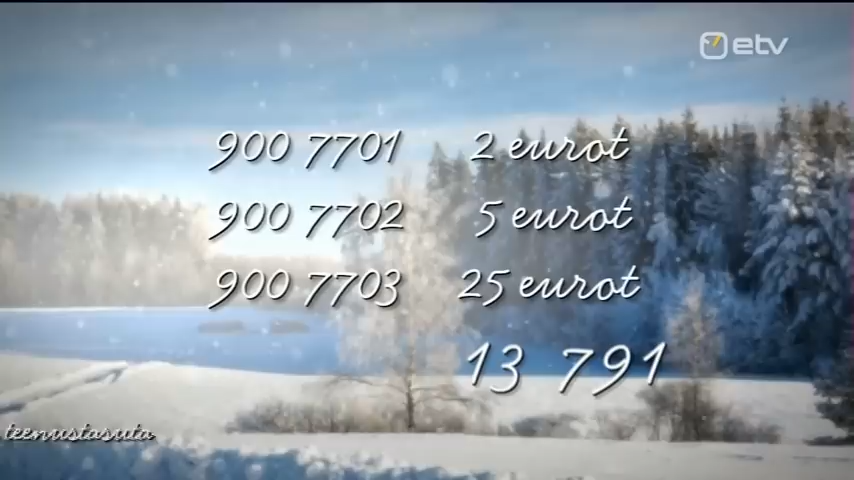 etv
900 7701 2 eurot
900 7702 5 eurot
900 7703 25 eurot
13 791
teenustasuta